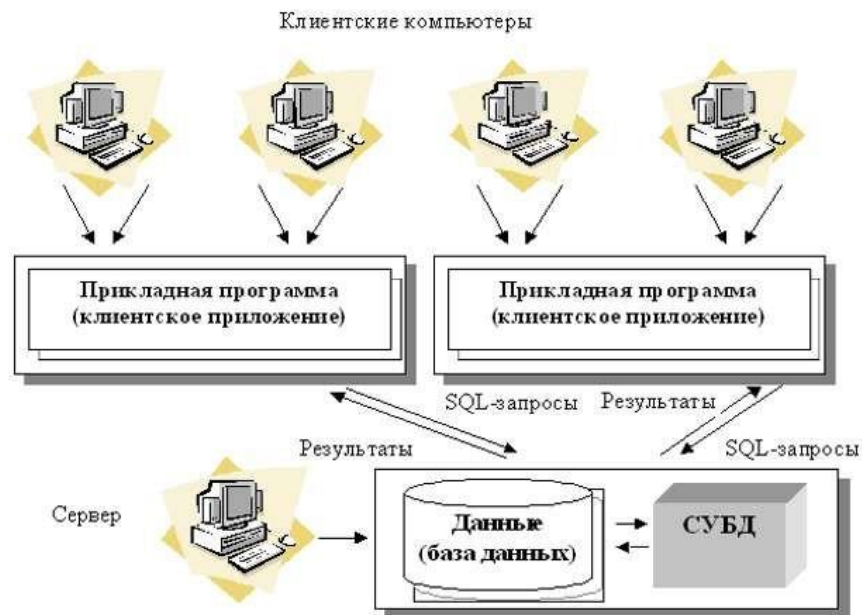 Клиентские компьютеры
Прикладная программа
(клиентское приложение)
Прикладная программа
(клиентское приложение)
SQL-запросы
Результаты
Результаты
SQL-запросы
Сервер
Данные
(база данных)
СУБД